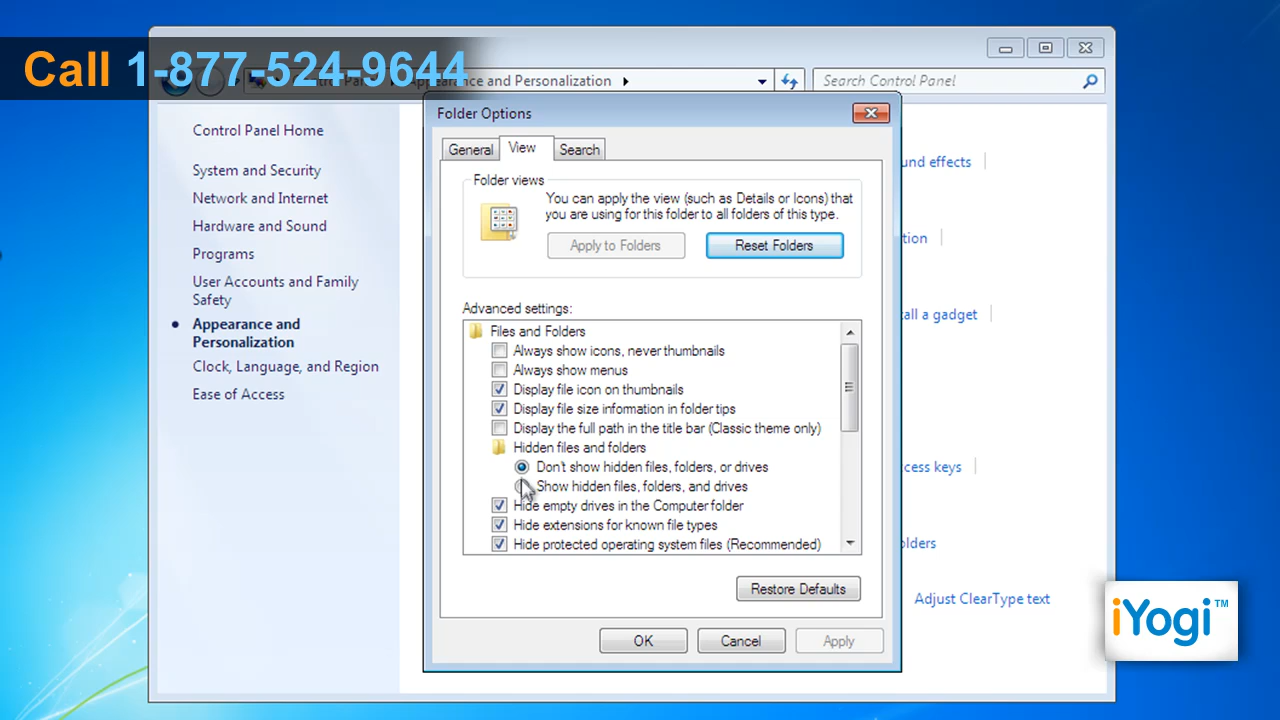 Call 1-877-524-9644
Appearance and Personalization
Search Control Panel
Control Panel Home
System and Security
Network and Internet
Hardware and Sound
Programs
User Accounts and Family
Safety
Appearance and
Personalization
Clock, Language, and Region
Ease of Access
Folder Options
General
View
Search
Folder views
You can apply the view (such as Details or Icons) that
you are using for this folder to all folders of this type.
Apply to Folders
Reset Folders
Advanced settings:
Files and Folders
Always show icons, never thumbnails
Always show menus
Display file icon on thumbnails
Display file size information in folder tips
Display the full path in the title bar (Classic theme only)
Hidden files and folders
Don't show hidden files, folders, or drives
Show hidden files, folders, and drives
Hide empty drives in the Computer folder
Hide extensions for known file types
Hide protected operating system files (Recommended)
Restore Defaults
OK
Cancel
Apply
effects
a gadget
keys
Adjust ClearType text
iYogi™